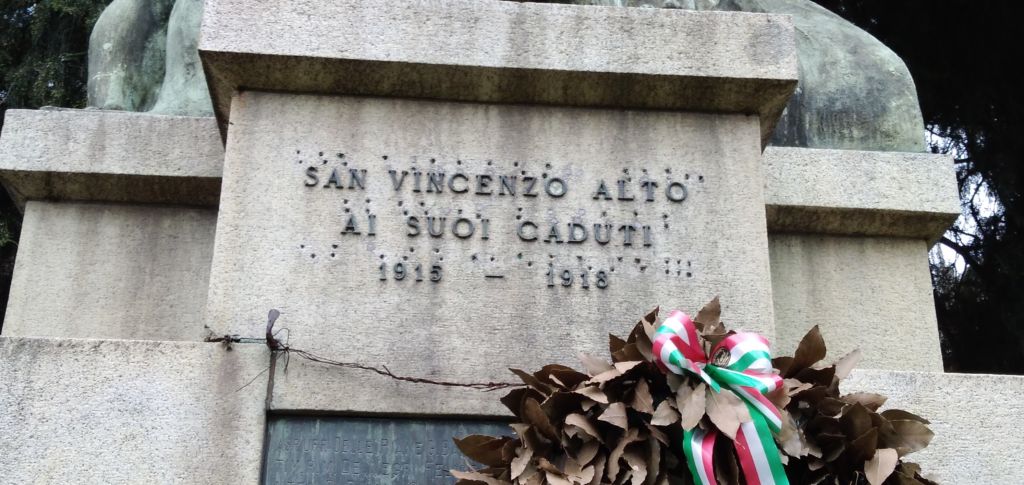 SAN VINCENZO ALTO
AI SUOI CADUTI
1915 - 1918